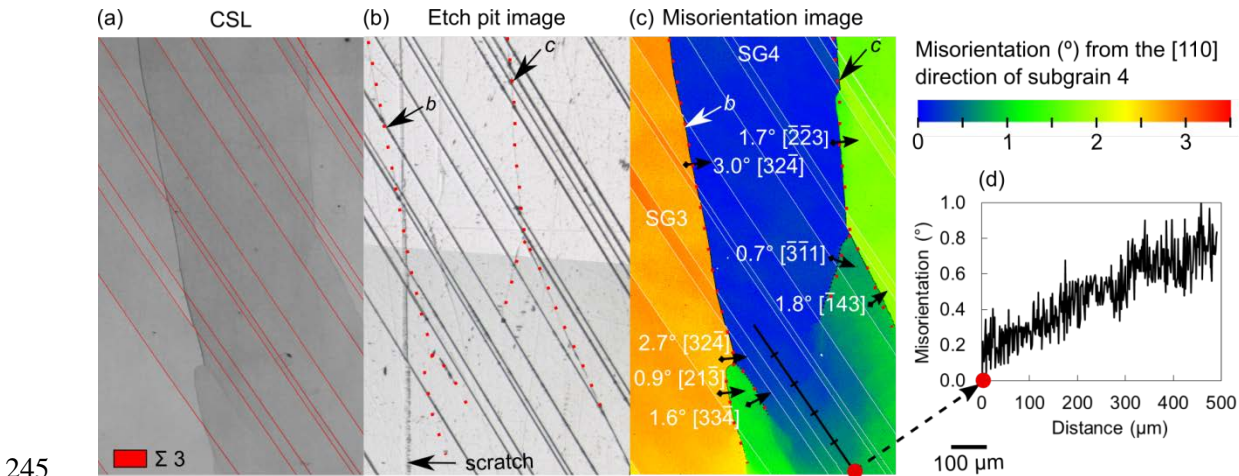 (a) CSL
(b) Etch pit image
(c) Misorientation image
c
b
SG4
c
b
1.7° [2̅2̅3]
3.0° [324̅]
SG3
0.7° [3̅1̅1]
1.8° [1̅43]
2.7° [324̅]
0.9° [213̅]
1.6° [334̅]
Σ 3
scratch
Misorientation (º) from the [110]
direction of subgrain 4
0 1 2 3
(d)
Misorientation (°)
1.0
0.8
0.6
0.4
0.2
0.0
0 100 200 300 400 500
Distance (µm)
100 µm
245